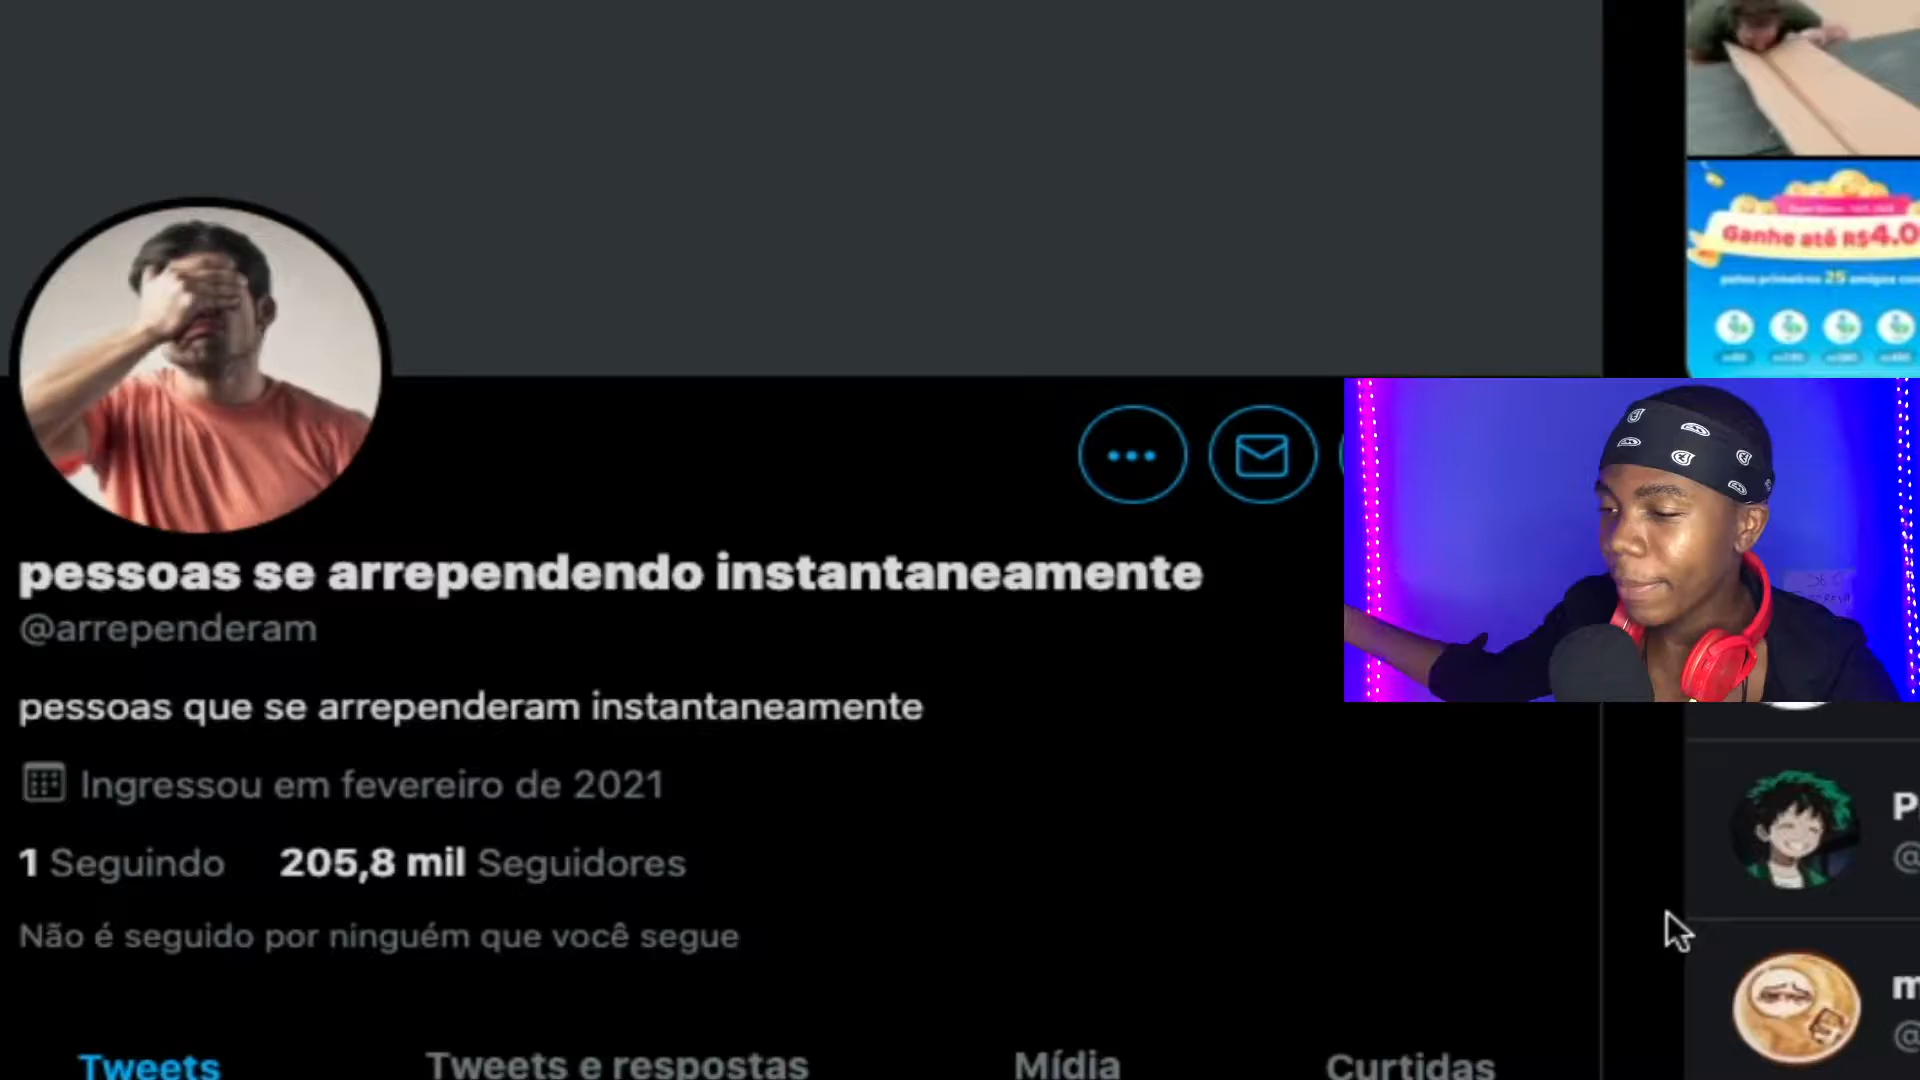 Ganhe até R$4.0
25
pessoas se arrependendo instantaneamente
@arrependeram
pessoas que se arrependeram instantaneamente
Ingressou em fevereiro de 2021
1 Seguindo 205,8 mil Seguidores
Não é seguido por ninguém que você segue
P
@
m
@
Tweets Tweets e respostas Mídia Curtidas